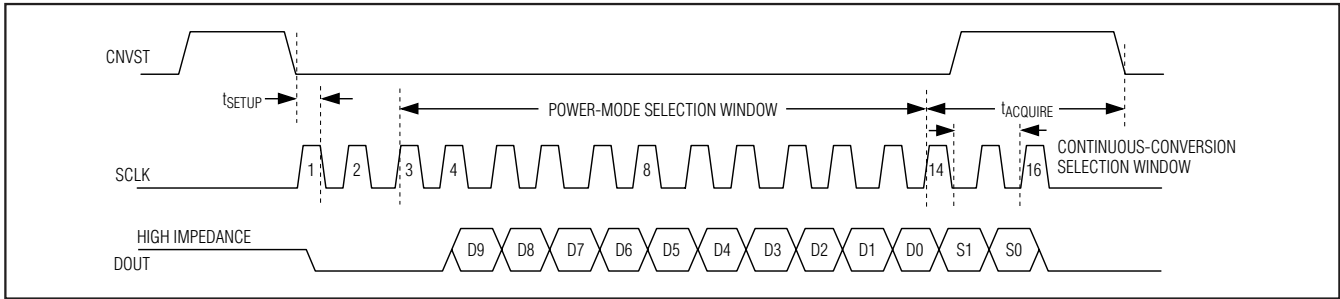 CNVST
tSETUP
POWER-MODE SELECTION WINDOW
tACQUIRE
CONTINUOUS-CONVERSION
SELECTION WINDOW
SCLK
1 2 3 4 8 14 16
HIGH IMPEDANCE
DOUT
D9 D8 D7 D6 D5 D4 D3 D2 D1 D0 S1 S0